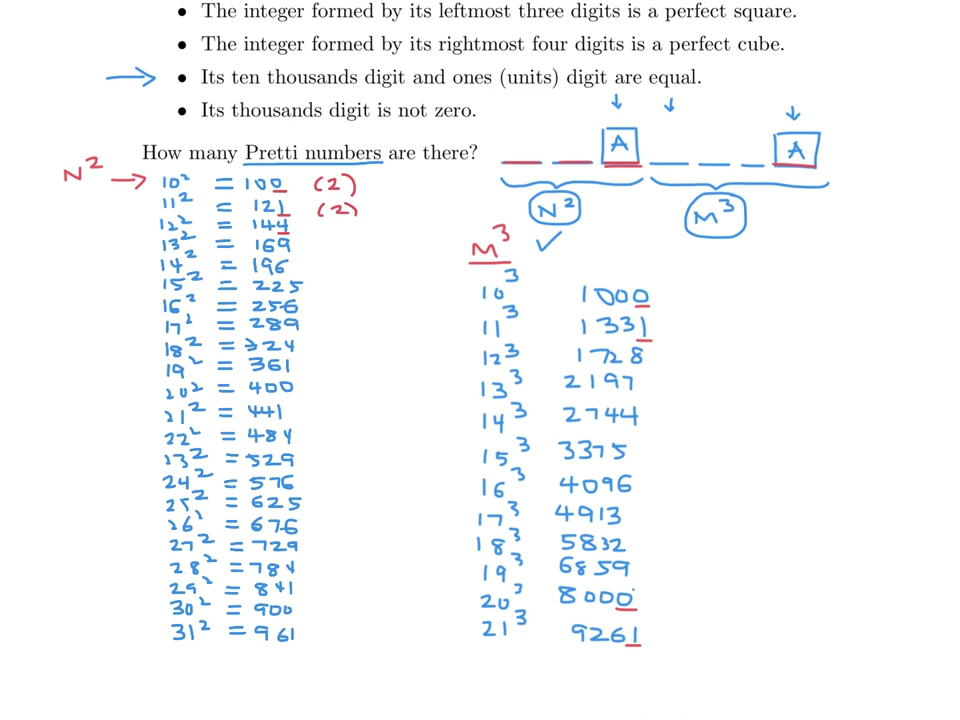 • The integer formed by its leftmost three digits is a perfect square.
• The integer formed by its rightmost four digits is a perfect cube.
• Its ten thousands digit and ones (units) digit are equal.
• Its thousands digit is not zero.
How many Pretti numbers are there?
A
A
N²
M³
N²
10² = 100 (2)
11² = 121 (2)
12² = 144
13² = 169
14² = 196
15² = 225
16² = 256
17² = 289
18² = 324
19² = 361
20² = 400
21² = 441
22² = 484
23² = 529
24² = 576
25² = 625
26² = 676
27² = 729
28² = 784
29² = 841
30² = 900
31² = 961
M³
10³ 1000
11³ 1331
12³ 1728
13³ 2197
14³ 2744
15³ 3375
16³ 4096
17³ 4913
18³ 5832
19³ 6859
20³ 8000
21³ 9261